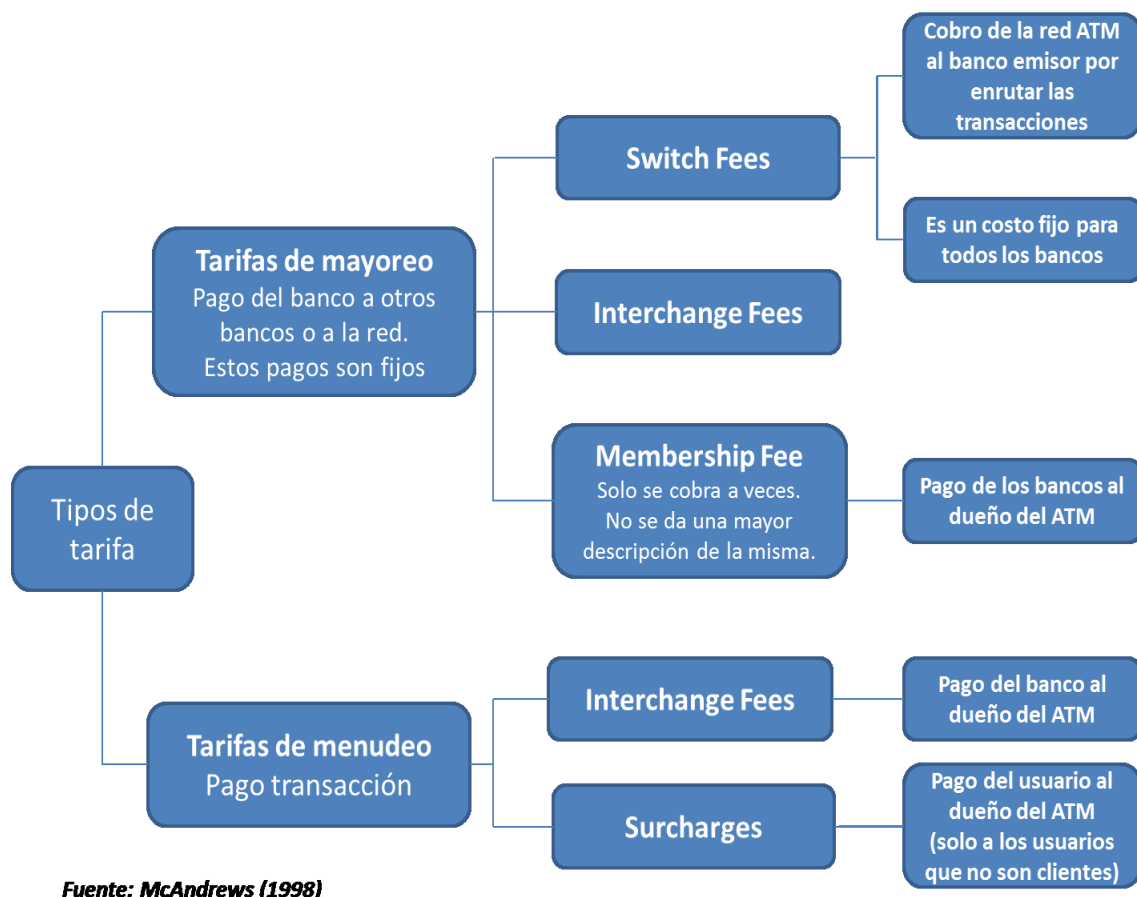 Tipos de
tarifa
Tarifas de mayoreo
Pago del banco a otros
bancos o a la red.
Estos pagos son fijos
Switch Fees
Cobro de la red ATM
al banco emisor por
enrutar las
transacciones
Es un costo fijo para
todos los bancos
Interchange Fees
Membership Fee
Solo se cobra a veces.
No se da una mayor
descripción de la misma.
Pago de los bancos al
dueño del ATM
Tarifas de menudeo
Pago transacción
Interchange Fees
Pago del banco al
dueño del ATM
Surcharges
Pago del usuario al
dueño del ATM
(solo a los usuarios
que no son clientes)
Fuente: McAndrews (1998)